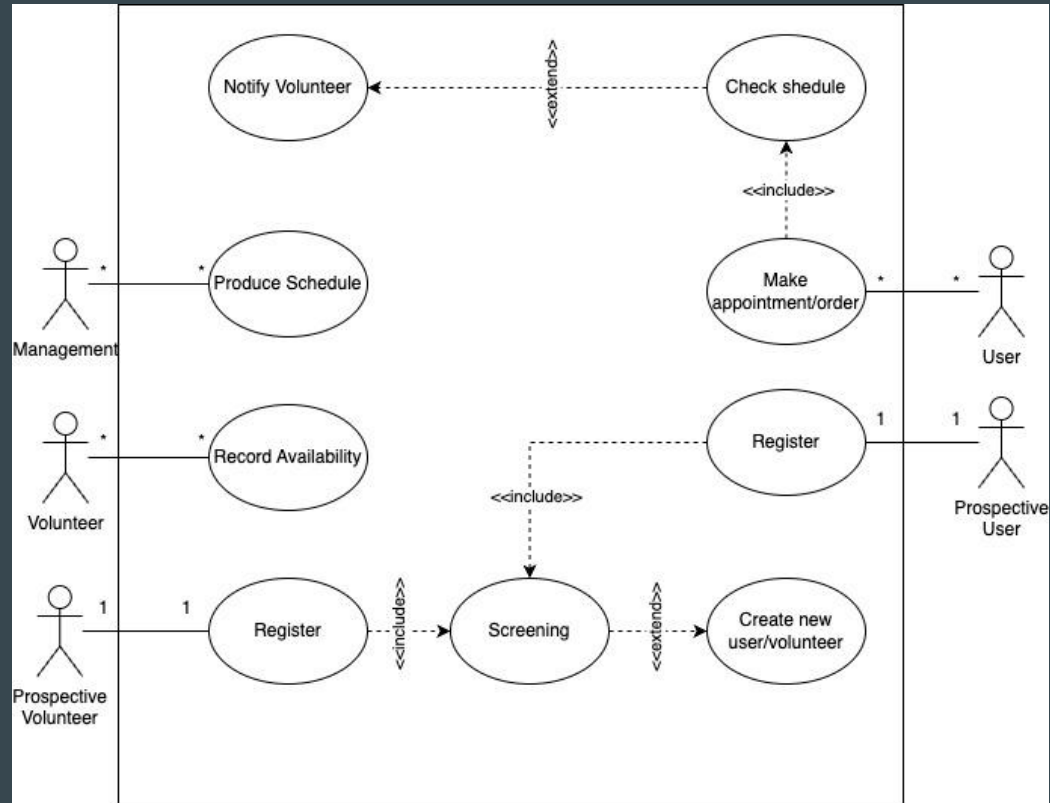 Notify Volunteer
<<extend>>
Check shedule
<<include>>
Management
*
*
Produce Schedule
Make
appointment/order
*
*
User
Volunteer
*
*
Record Availability
Register
1
1
Prospective
User
<<include>>
Prospective
Volunteer
1
1
Register
<<include>>
Screening
<<extend>>
Create new
user/volunteer